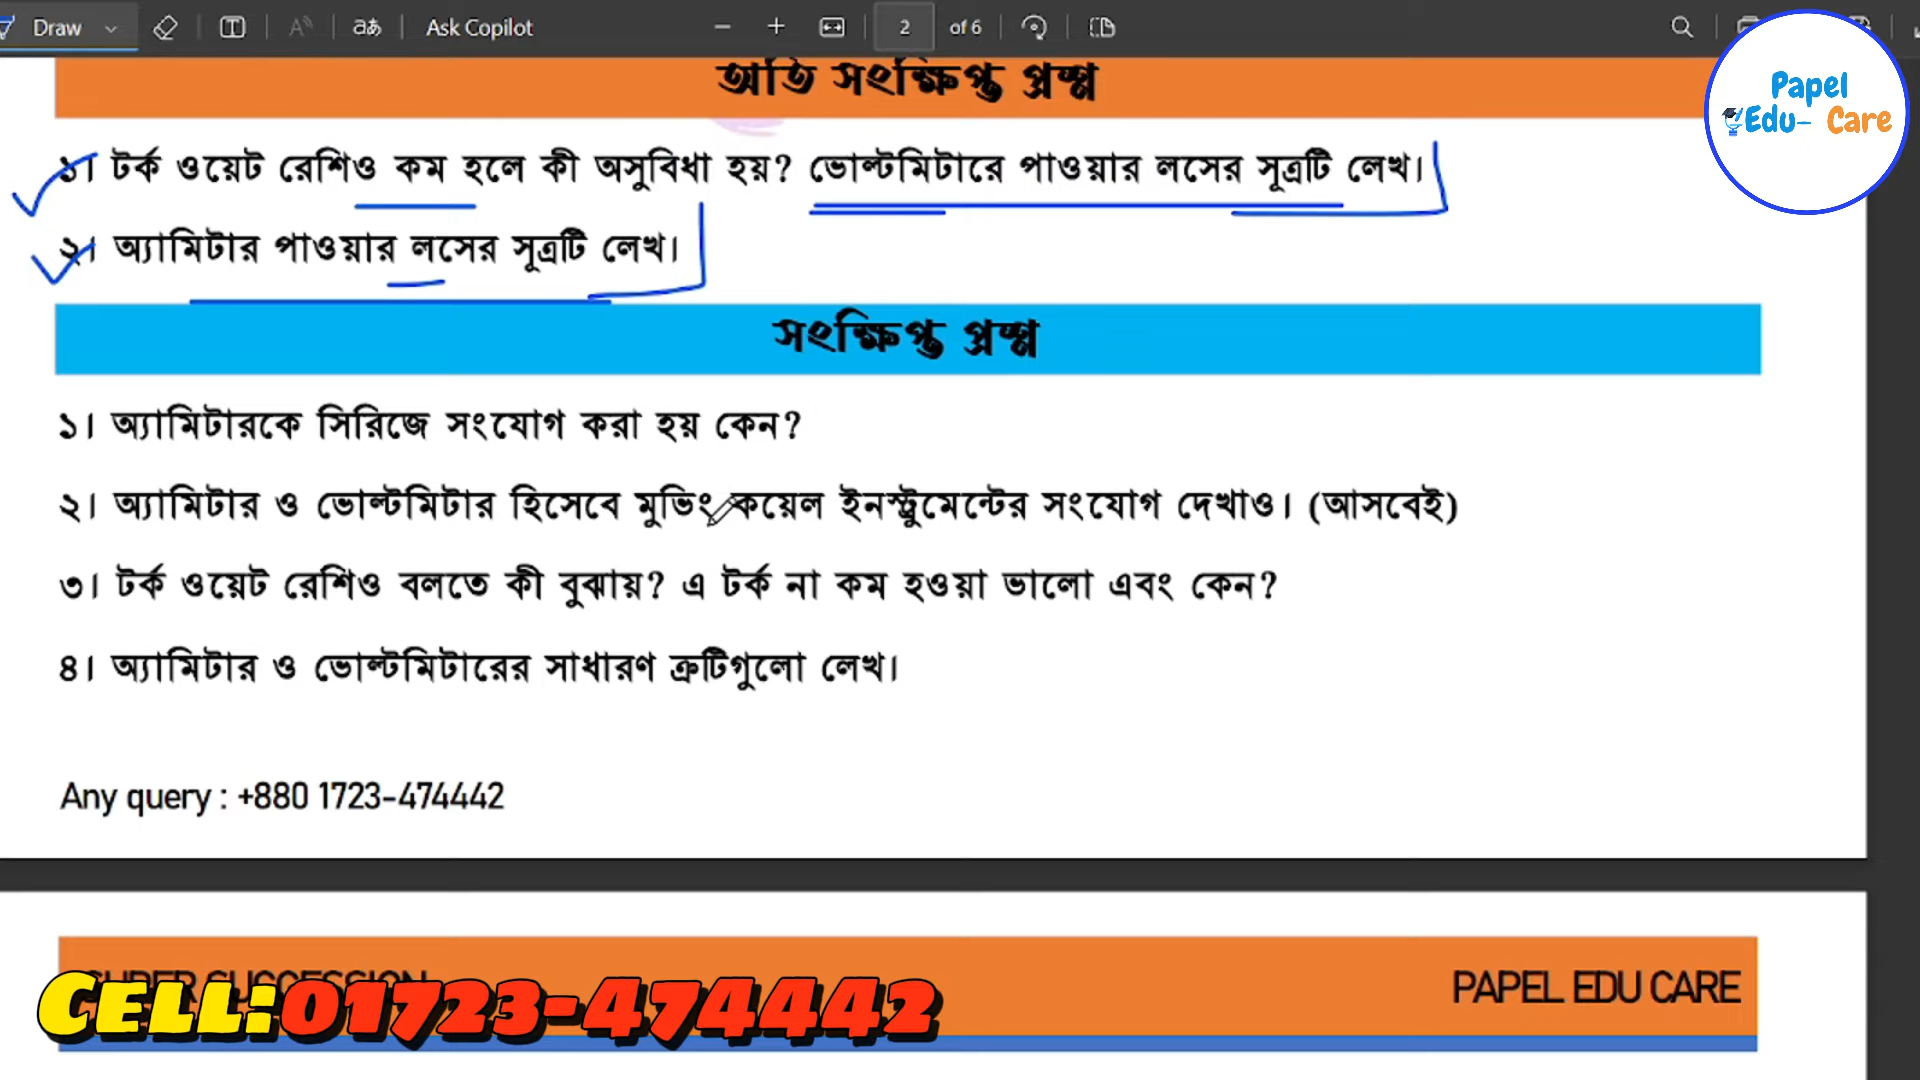 Draw
Ask Copilot
2 of 6
অতি সংক্ষিপ্ত প্রশ্ন
Papel
Edu- Care
১। টর্ক ওয়েট রেশিও কম হলে কী অসুবিধা হয়? ভোল্টমিটারে পাওয়ার লসের সূত্রটি লেখ।
২। অ্যামিটার পাওয়ার লসের সূত্রটি লেখ।
সংক্ষিপ্ত প্রশ্ন
১। অ্যামিটারকে সিরিজে সংযোগ করা হয় কেন?
২। অ্যামিটার ও ভোল্টমিটার হিসেবে মুভিং কয়েল ইনস্ট্রুমেন্টের সংযোগ দেখাও। (আসবেই)
৩। টর্ক ওয়েট রেশিও বলতে কী বুঝায়? এ টর্ক না কম হওয়া ভালো এবং কেন?
৪। অ্যামিটার ও ভোল্টমিটারের সাধারণ ত্রুটিগুলো লেখ।
Any query : +880 1723-474442
SUPER SUCCESSION
PAPEL EDU CARE
CELL:01723-474442